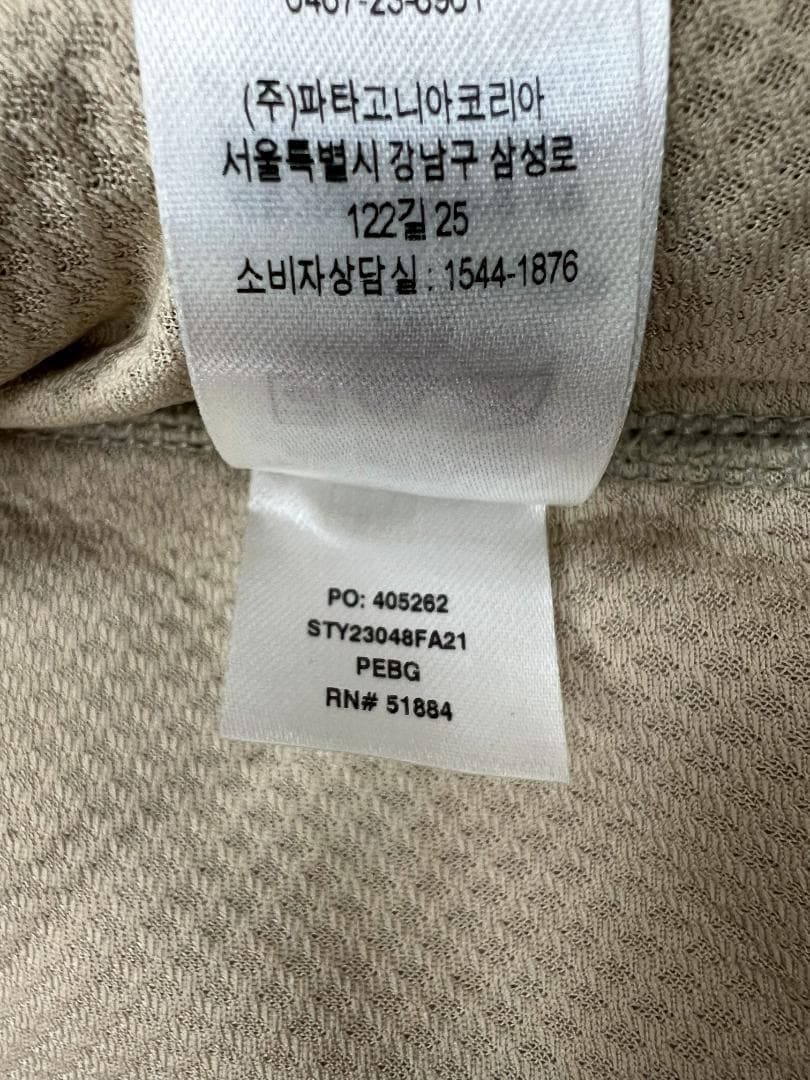 (주)파타고니아코리아
서울특별시 강남구 삼성로
122길 25
소비자상담실 : 1544-1876
PO: 405262
STY23048FA21
PEBG
RN# 51884